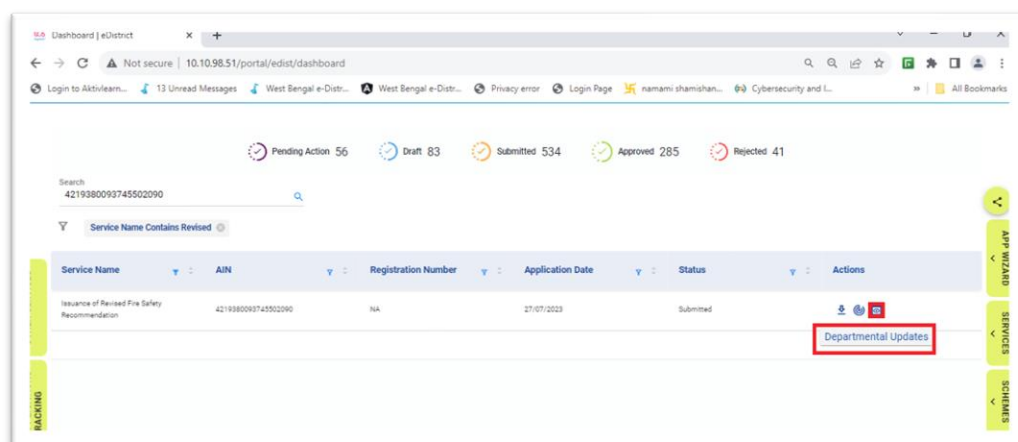 Dashboard | eDistrict
Not secure | 10.10.98.51/portal/edist/dashboard
Login to Aktivlearn... 13 Unread Messages West Bengal e-Distr... West Bengal e-Distr... Privacy error Login Page namami shamishan... Cybersecurity and I... » All Bookmarks
Pending Action 56 Draft 83 Submitted 534 Approved 285 Rejected 41
Search
4219380093745502090
Service Name Contains Revised
Service Name AIN Registration Number Application Date Status Actions
Issuance of Revised Fire Safety
Recommendation
4219380093745502090 NA 27/07/2023 Submitted
Departmental Updates
APP WIZARD
SERVICES
SCHEMES
RACKING